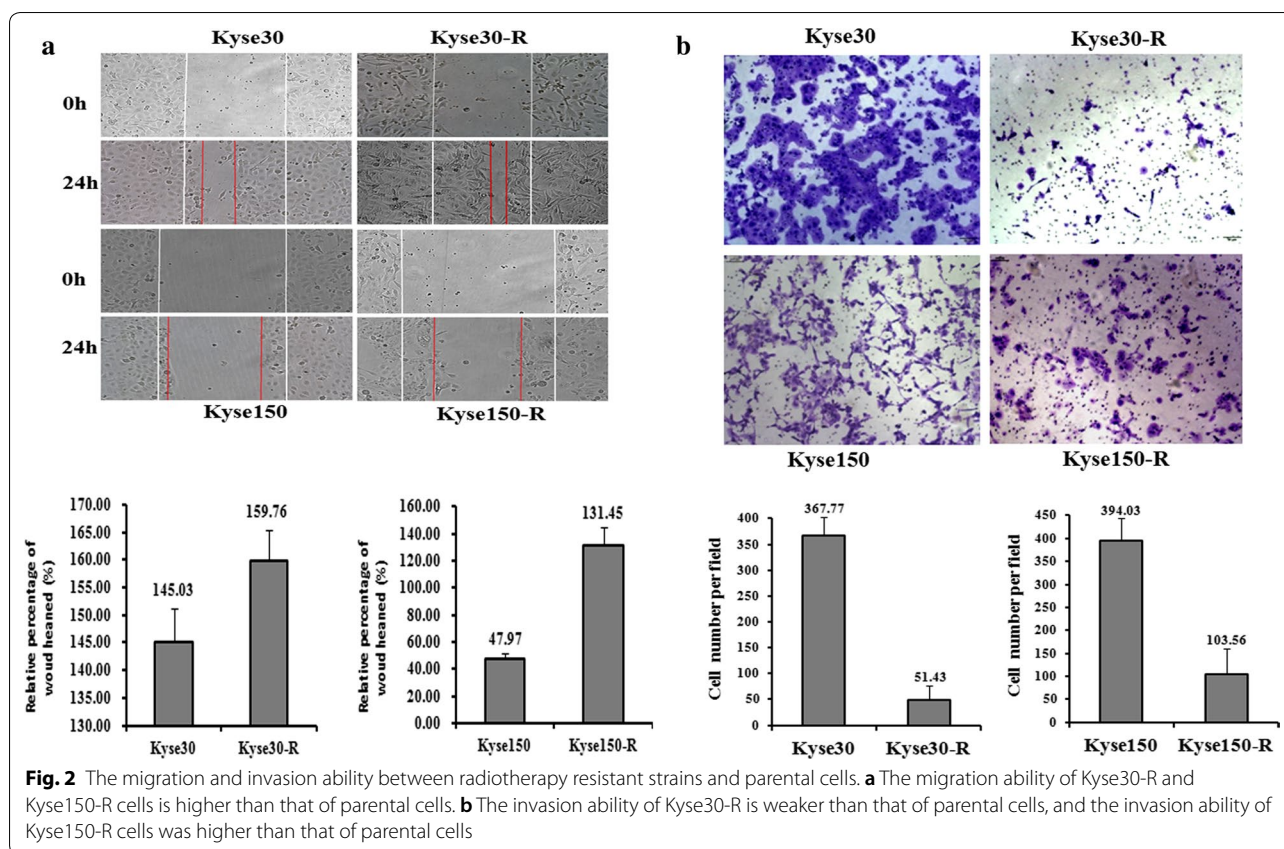 a
Kyse30 Kyse30-R
0h
24h
0h
24h
Kyse150 Kyse150-R
b
Kyse30 Kyse30-R
Kyse150 Kyse150-R
Relative percentage of
woud heaned (%)
170.00
165.00
160.00
155.00
150.00
145.00
140.00
135.00
130.00
145.03
159.76
Kyse30 Kyse30-R
Relative percentage of
woud heaned (%)
160.00
140.00
120.00
100.00
80.00
60.00
40.00
20.00
0.00
47.97
131.45
Kyse150 Kyse150-R
Cell number per field
400
350
300
250
200
150
100
50
0
367.77
51.43
Kyse30 Kyse30-R
Cell number per field
450
400
350
300
250
200
150
100
50
0
394.03
103.56
Kyse150 Kyse150-R
Fig. 2 The migration and invasion ability between radiotherapy resistant strains and parental cells. a The migration ability of Kyse30-R and
Kyse150-R cells is higher than that of parental cells. b The invasion ability of Kyse30-R is weaker than that of parental cells, and the invasion ability of
Kyse150-R cells was higher than that of parental cells